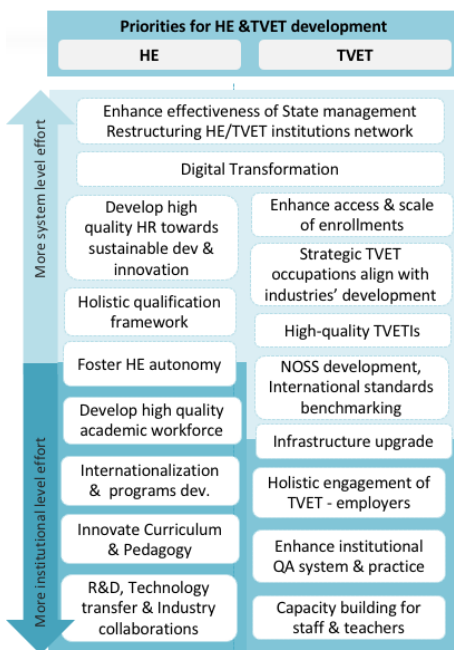 Priorities for HE &TVET development
HE
TVET
More system level effort
More institutional level effort
Enhance effectiveness of State management
Restructuring HE/TVET institutions network
Digital Transformation
Develop high
quality HR towards
sustainable dev &
innovation
Holistic qualification
framework
Foster HE autonomy
Develop high quality
academic workforce
Internationalization
& programs dev.
Innovate Curriculum
& Pedagogy
R&D, Technology
transfer & Industry
collaborations
Enhance access &
scale of enrollments
Strategic TVET
occupations align with
industries’ development
High-quality TVETIs
NOSS development,
International standards
benchmarking
Infrastructure upgrade
Holistic engagement of
TVET - employers
Enhance institutional
QA system & practice
Capacity building for
staff & teachers